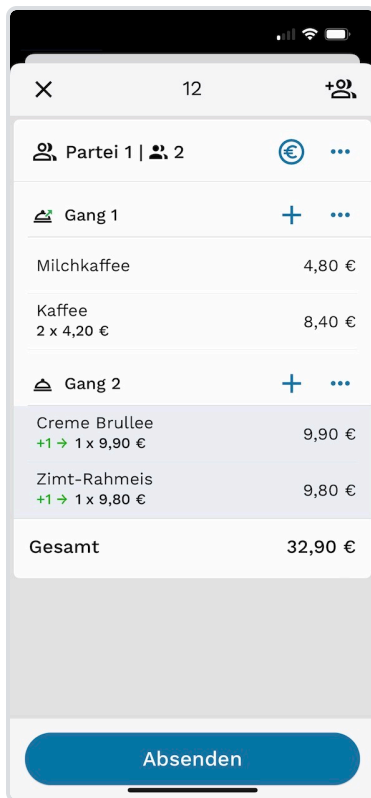 12
Partei 1 | 2
Gang 1
Milchkaffee 4,80 €
Kaffee
2 x 4,20 € 8,40 €
Gang 2
Creme Brullee
+1 → 1 x 9,90 € 9,90 €
Zimt-Rahmeis
+1 → 1 x 9,80 € 9,80 €
Gesamt 32,90 €
Absenden